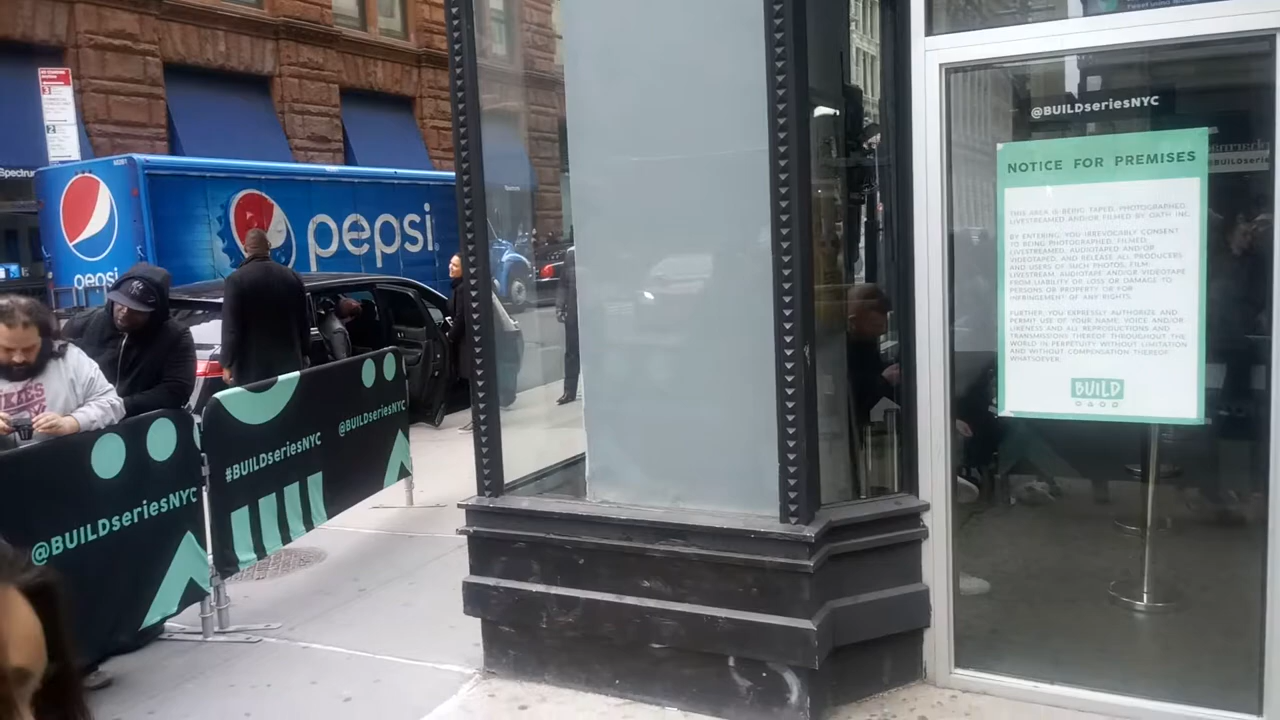 Spectrum
pepsi
pepsi
@BUILDseriesNYC
#BUILDseriesNYC
@BUILDseriesNYC
@BUILDseriesNYC
NOTICE FOR PREMISES
THIS AREA IS BEING TAPED, PHOTOGRAPHED,
LIVESTREAMED AND/OR FILMED BY OATH INC.
BY ENTERING, YOU IRREVOCABLY CONSENT
TO BEING PHOTOGRAPHED, FILMED,
LIVESTREAMED, AUDIOTAPED AND/OR
VIDEOTAPED, AND RELEASE ALL PRODUCERS
AND USERS OF SUCH PHOTOS, FILM,
LIVESTREAM, AUDIOTAPE AND/OR VIDEOTAPE
FROM LIABILITY OR LOSS OR DAMAGE TO
PERSONS OR PROPERTY OR FOR
INFRINGEMENT OF ANY RIGHTS.
FURTHER, YOU EXPRESSLY AUTHORIZE AND
PERMIT USE OF YOUR NAME, VOICE AND/OR
LIKENESS AND ALL REPRODUCTIONS AND
TRANSMISSIONS THEREOF THROUGHOUT THE
WORLD IN PERPETUITY WITHOUT LIMITATION
AND WITHOUT COMPENSATION THEREOF
WHATSOEVER.
BUILD